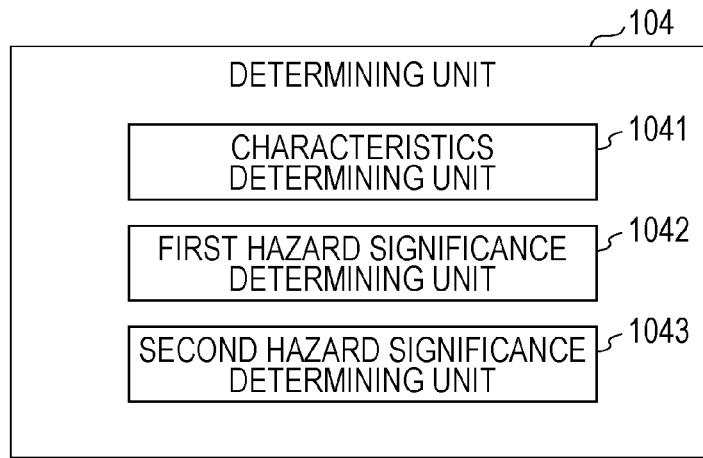 104
DETERMINING UNIT
1041
CHARACTERISTICS
DETERMINING UNIT
1042
FIRST HAZARD SIGNIFICANCE
DETERMINING UNIT
1043
SECOND HAZARD SIGNIFICANCE
DETERMINING UNIT